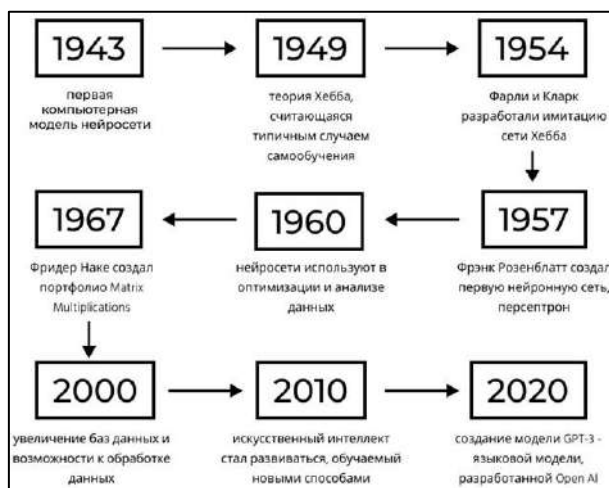 1943
первая
компьютерная
модель нейросети
1949
теория Хебба,
считающаяся
типичным случаем
самообучения
1954
Фарли и Кларк
разработали имитацию
сети Хебба
1957
Фрэнк Розенблатт создал
первую нейронную сеть,
персептрон
1960
нейросети используют в
оптимизации и анализе
данных
1967
Фридер Наке создал
портфолио Matrix
Multiplications
2000
увеличение баз данных и
возможности к обработке
данных
2010
искусственный интеллект
стал развиваться, обучаемый
новыми способами
2020
создание модели GPT-3 -
языковой модели,
разработанной Open AI